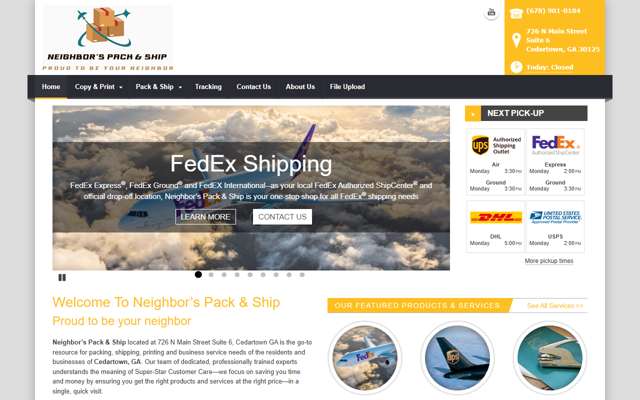 NEIGHBOR'S PACK & SHIP
PROUD TO BE YOUR NEIGHBOR
You
(678) 901-0184
726 N Main Street
Suite 6
Cedartown, GA 30125
Today: Closed
Home
Copy & Print
Pack & Ship
Tracking
Contact Us
About Us
File Upload
FedEx Shipping
FedEx Express®, FedEx Ground® and FedEX International–as your local FedEx Authorized ShipCenter® and
official drop-off location, Neighbor's Pack & Ship is your one-stop shop for all FedEx® shipping needs
LEARN MORE
CONTACT US
NEXT PICK-UP
ups Authorized
Shipping
Outlet
Air
Monday 3:30 PM
Ground
Monday 3:30 PM
FedEx
Authorized ShipCenter
Express
Monday 2:00 PM
Ground
Monday 3:30 PM
DHL
DHL
Monday 5:00 PM
UNITED STATES
POSTAL SERVICE
Approved Postal Provider
USPS
Monday 2:00 PM
More pickup times
Welcome To Neighbor's Pack & Ship
Proud to be your neighbor
Neighbor's Pack & Ship located at 726 N Main Street Suite 6, Cedartown GA is the go-to
resource for packing, shipping, printing and business service needs of the residents and
businesses of Cedartown, GA. Our team of dedicated, professionally trained experts
understands the meaning of Super-Star Customer Care—we focus on saving you time
and money by ensuring you get the right products and services at the right price—in a
single, quick visit.
OUR FEATURED PRODUCTS & SERVICES
See All Services >>
FedEx
ups